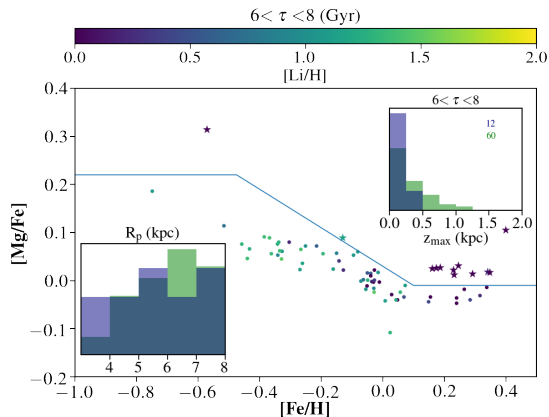 6< τ <8 (Gyr)
0.0 0.5 1.0 1.5 2.0
[Li/H]
0.4
0.3
0.2
0.1
0.0
−0.1
−0.2
[Mg/Fe]
6< τ <8
12
60
0.0 0.5 1.0 1.5 2.0
z_max (kpc)
R_p (kpc)
4 5 6 7 8
−1.0 −0.8 −0.6 −0.4 −0.2 0.0 0.2 0.4
[Fe/H]